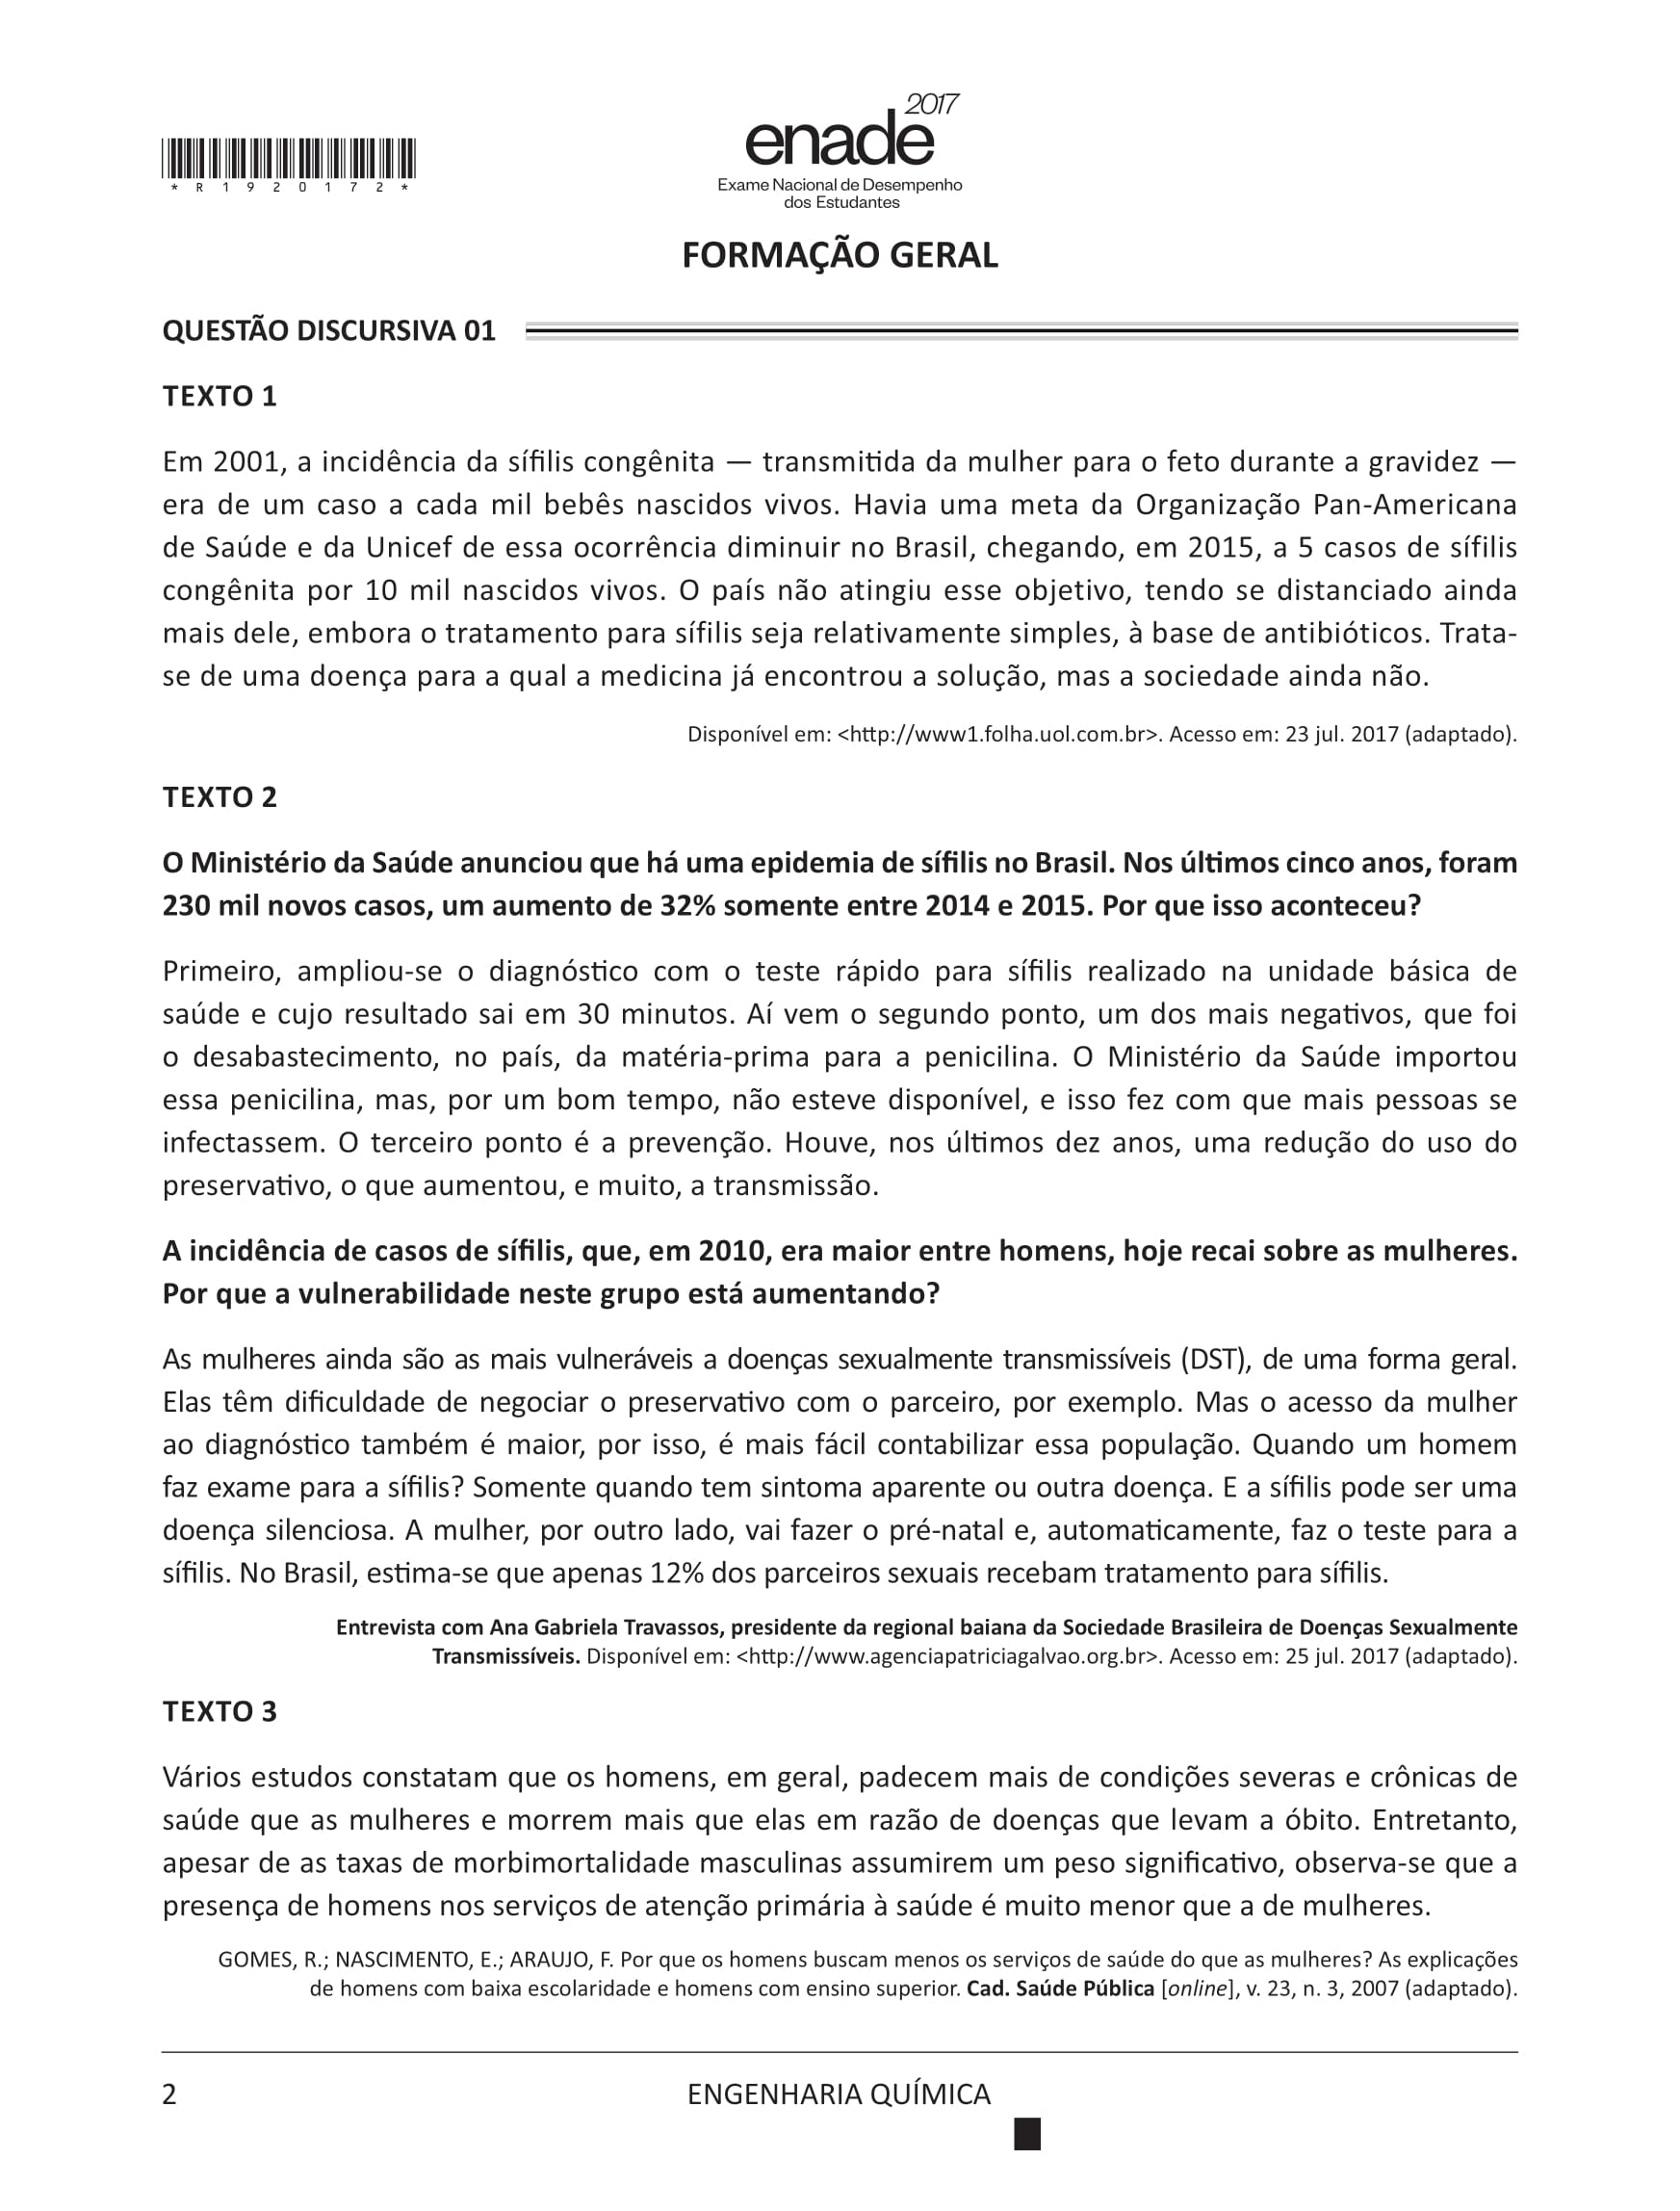 * R 1 9 2 0 1 7 2 *
2017
enade
Exame Nacional de Desempenho
dos Estudantes
FORMAÇÃO GERAL
QUESTÃO DISCURSIVA 01
TEXTO 1
Em 2001, a incidência da sífilis congênita — transmitida da mulher para o feto durante a gravidez —
era de um caso a cada mil bebês nascidos vivos. Havia uma meta da Organização Pan-Americana
de Saúde e da Unicef de essa ocorrência diminuir no Brasil, chegando, em 2015, a 5 casos de sífilis
congênita por 10 mil nascidos vivos. O país não atingiu esse objetivo, tendo se distanciado ainda
mais dele, embora o tratamento para sífilis seja relativamente simples, à base de antibióticos. Trata-
se de uma doença para a qual a medicina já encontrou a solução, mas a sociedade ainda não.
Disponível em: <http://www1.folha.uol.com.br>. Acesso em: 23 jul. 2017 (adaptado).
TEXTO 2
O Ministério da Saúde anunciou que há uma epidemia de sífilis no Brasil. Nos últimos cinco anos, foram
230 mil novos casos, um aumento de 32% somente entre 2014 e 2015. Por que isso aconteceu?
Primeiro, ampliou-se o diagnóstico com o teste rápido para sífilis realizado na unidade básica de
saúde e cujo resultado sai em 30 minutos. Aí vem o segundo ponto, um dos mais negativos, que foi
o desabastecimento, no país, da matéria-prima para a penicilina. O Ministério da Saúde importou
essa penicilina, mas, por um bom tempo, não esteve disponível, e isso fez com que mais pessoas se
infectassem. O terceiro ponto é a prevenção. Houve, nos últimos dez anos, uma redução do uso do
preservativo, o que aumentou, e muito, a transmissão.
A incidência de casos de sífilis, que, em 2010, era maior entre homens, hoje recai sobre as mulheres.
Por que a vulnerabilidade neste grupo está aumentando?
As mulheres ainda são as mais vulneráveis a doenças sexualmente transmissíveis (DST), de uma forma geral.
Elas têm dificuldade de negociar o preservativo com o parceiro, por exemplo. Mas o acesso da mulher
ao diagnóstico também é maior, por isso, é mais fácil contabilizar essa população. Quando um homem
faz exame para a sífilis? Somente quando tem sintoma aparente ou outra doença. E a sífilis pode ser uma
doença silenciosa. A mulher, por outro lado, vai fazer o pré-natal e, automaticamente, faz o teste para a
sífilis. No Brasil, estima-se que apenas 12% dos parceiros sexuais recebam tratamento para sífilis.
Entrevista com Ana Gabriela Travassos, presidente da regional baiana da Sociedade Brasileira de Doenças Sexualmente
Transmissíveis. Disponível em: <http://www.agenciapatriciagalvao.org.br>. Acesso em: 25 jul. 2017 (adaptado).
TEXTO 3
Vários estudos constatam que os homens, em geral, padecem mais de condições severas e crônicas de
saúde que as mulheres e morrem mais que elas em razão de doenças que levam a óbito. Entretanto,
apesar de as taxas de morbimortalidade masculinas assumirem um peso significativo, observa-se que a
presença de homens nos serviços de atenção primária à saúde é muito menor que a de mulheres.
GOMES, R.; NASCIMENTO, E.; ARAUJO, F. Por que os homens buscam menos os serviços de saúde do que as mulheres? As explicações
de homens com baixa escolaridade e homens com ensino superior. Cad. Saúde Pública [online], v. 23, n. 3, 2007 (adaptado).
2
ENGENHARIA QUÍMICA